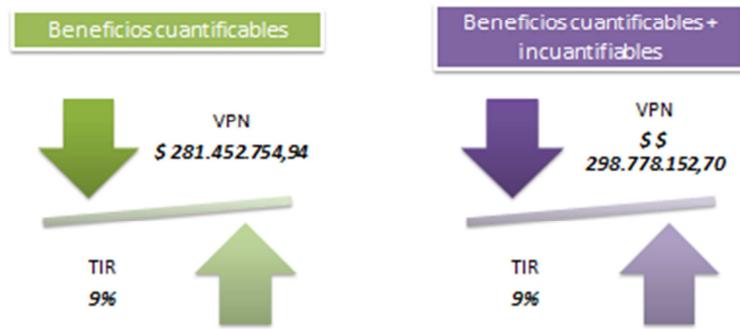 Beneficios cuantificables
VPN
$ 281.452.754,94
TIR
9%
Beneficios cuantificables +
incuantifiables
VPN
$ $
298.778.152,70
TIR
9%